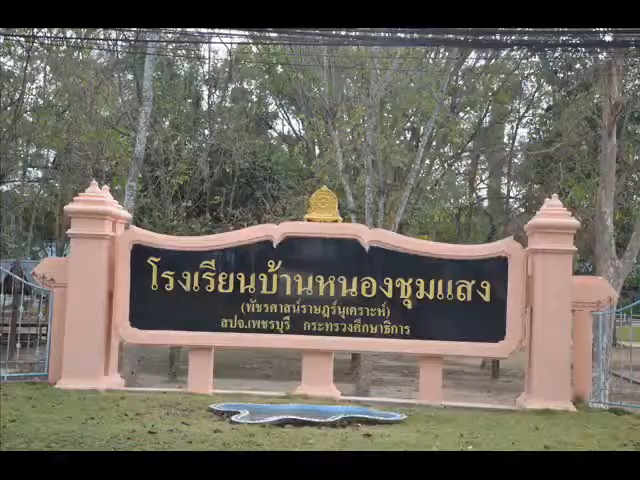 โรงเรียนบ้านหนองชุมแสง
(พัชรศาสน์ราษฎร์นุเคราะห์)
สปจ.เพชรบุรี กระทรวงศึกษาธิการ